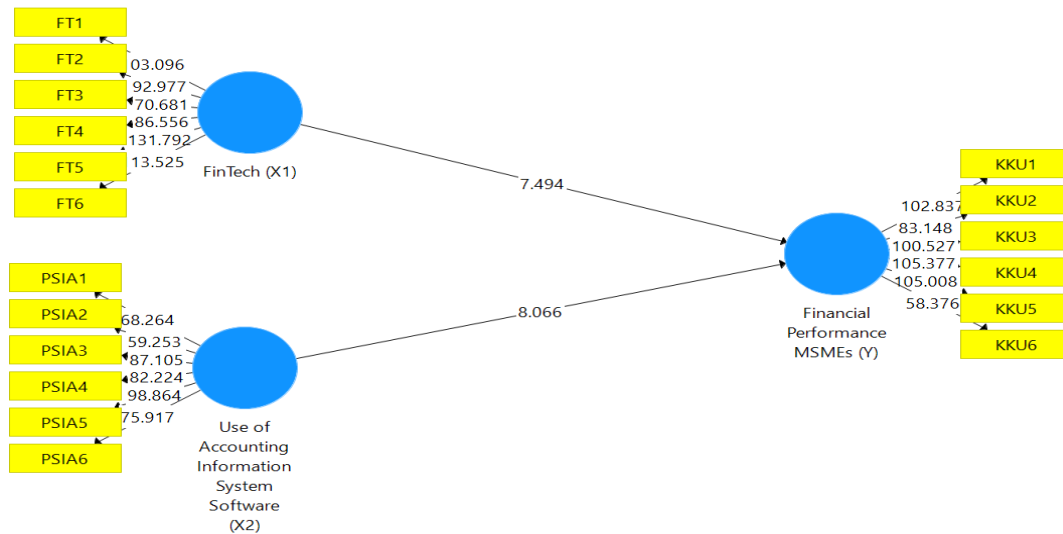 FT1
FT2
FT3
FT4
FT5
FT6
03.096
92.977
70.681
86.556
131.792
13.525
FinTech (X1)
7.494
PSIA1
PSIA2
PSIA3
PSIA4
PSIA5
PSIA6
68.264
59.253
87.105
82.224
98.864
75.917
Use of
Accounting
Information
System
Software
(X2)
8.066
Financial
Performance
MSMEs (Y)
102.837
83.148
100.527
105.377
105.008
58.376
KKU1
KKU2
KKU3
KKU4
KKU5
KKU6